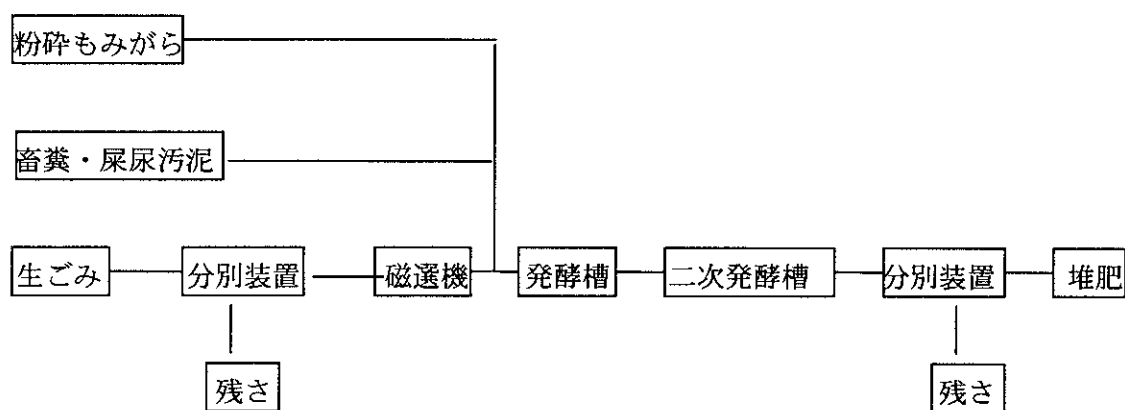 粉砕もみがら
畜糞・屎尿汚泥
生ごみ 分別装置 磁選機 発酵槽 二次発酵槽 分別装置 堆肥
残さ 残さ